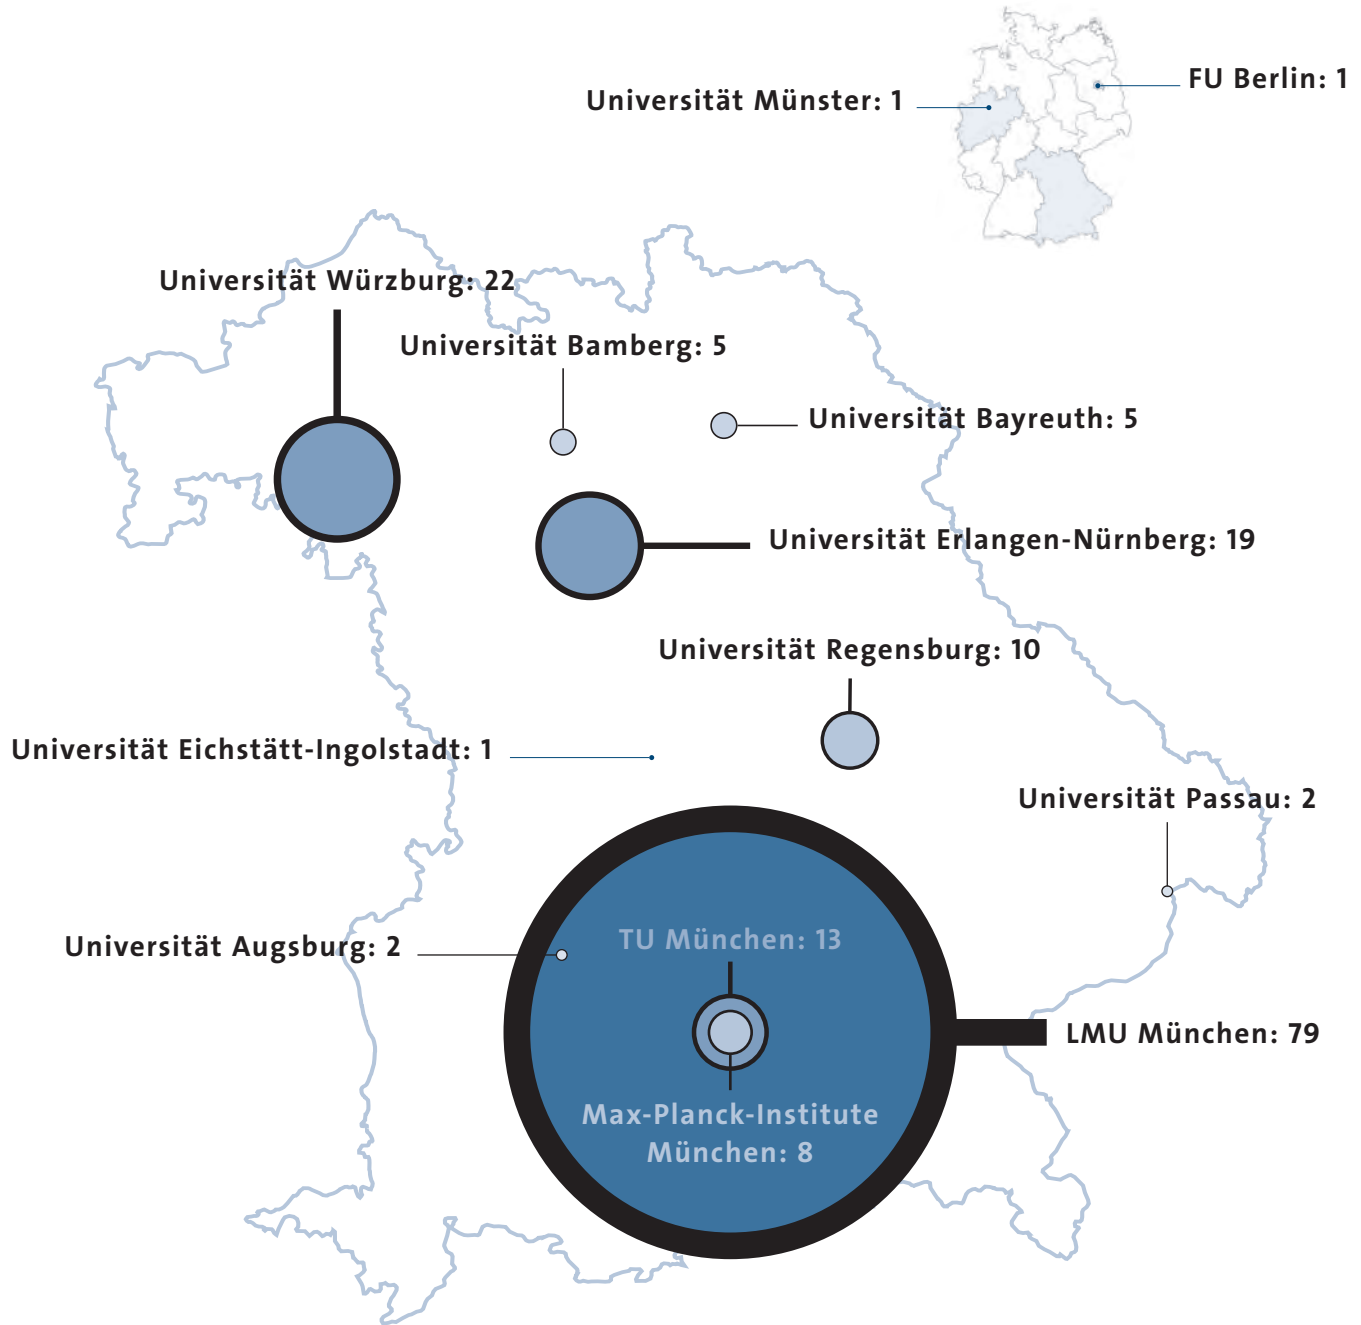 FU Berlin: 1
Universität Münster: 1
Universität Würzburg: 22
Universität Bamberg: 5
Universität Bayreuth: 5
Universität Erlangen-Nürnberg: 19
Universität Regensburg: 10
Universität Eichstätt-Ingolstadt: 1
Universität Passau: 2
Universität Augsburg: 2
TU München: 13
LMU München: 79
Max-Planck-Institute
München: 8